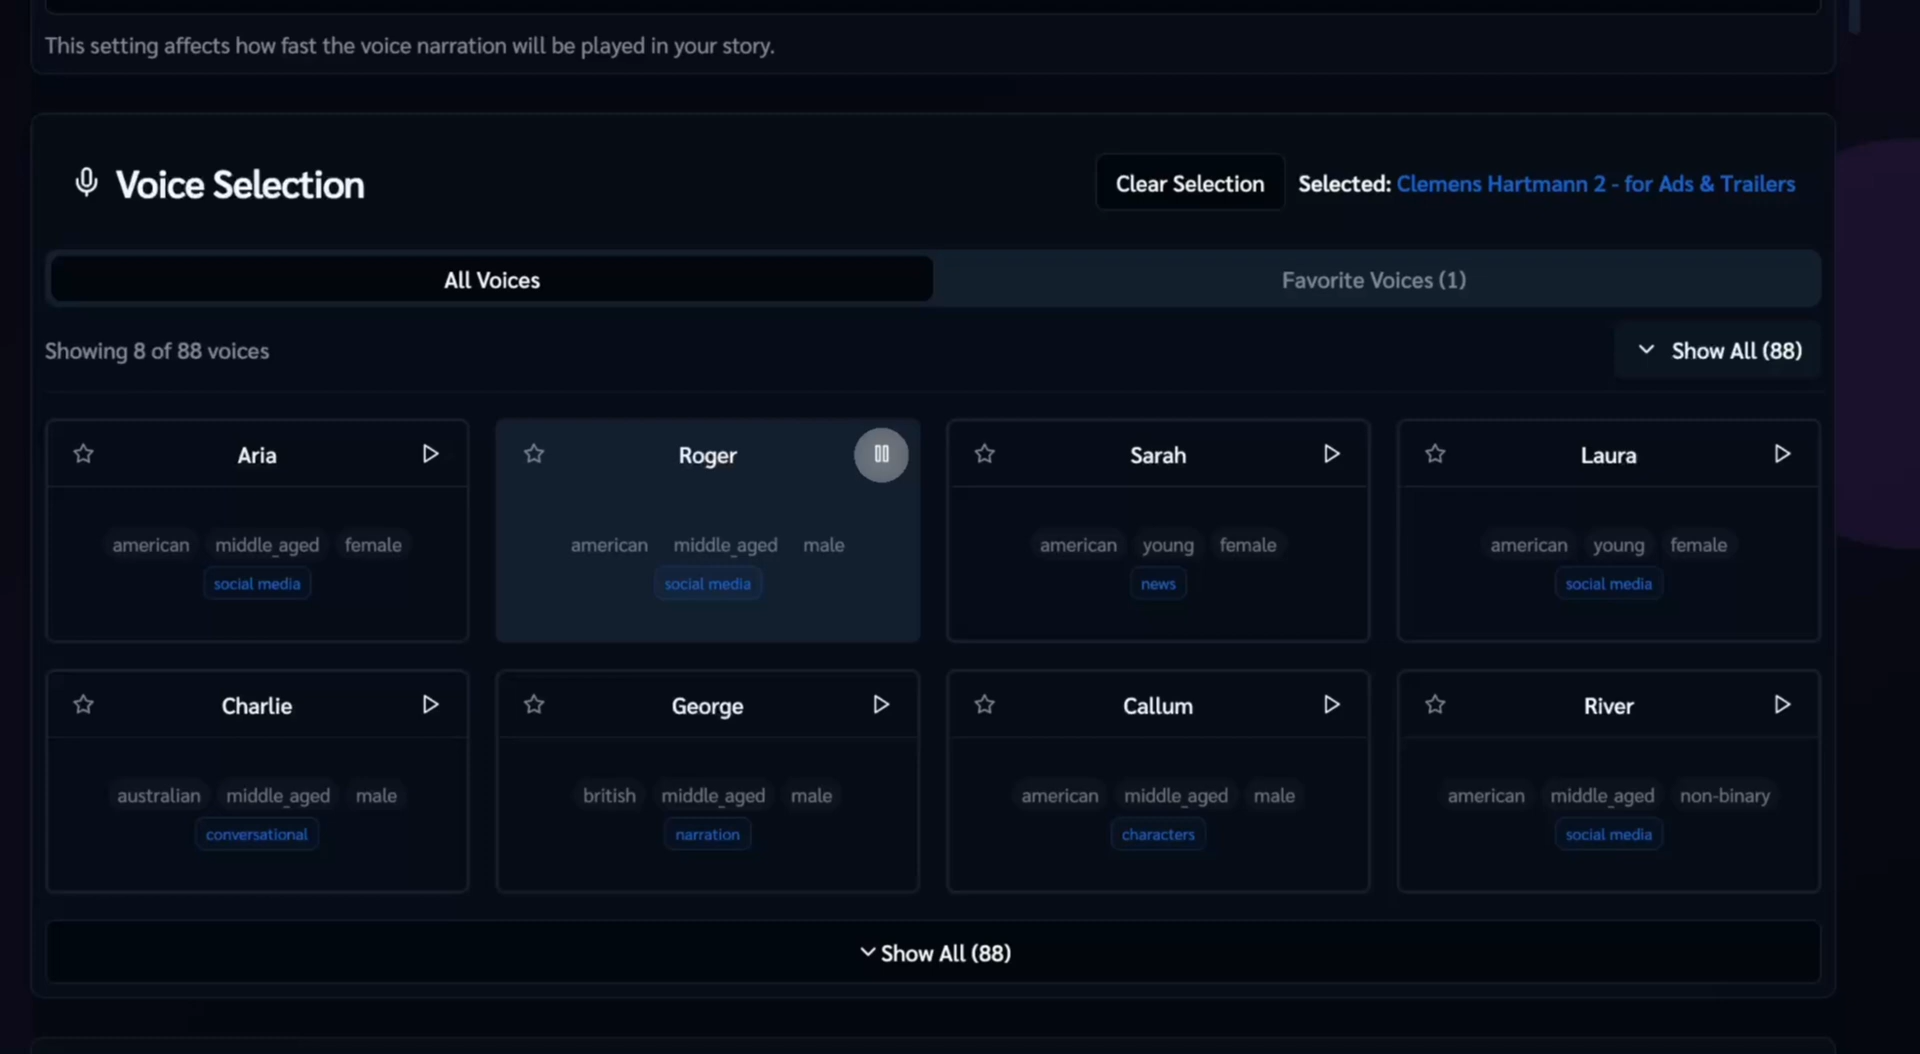 This setting affects how fast the voice narration will be played in your story.
Voice Selection
Clear Selection
Selected: Clemens Hartmann 2 - for Ads & Trailers
All Voices
Favorite Voices (1)
Showing 8 of 88 voices
Show All (88)
Aria
american middle_aged female
social media
Roger
american middle_aged male
social media
Sarah
american young female
news
Laura
american young female
social media
Charlie
australian middle_aged male
conversational
George
british middle_aged male
narration
Callum
american middle_aged male
characters
River
american middle_aged non-binary
social media
Show All (88)